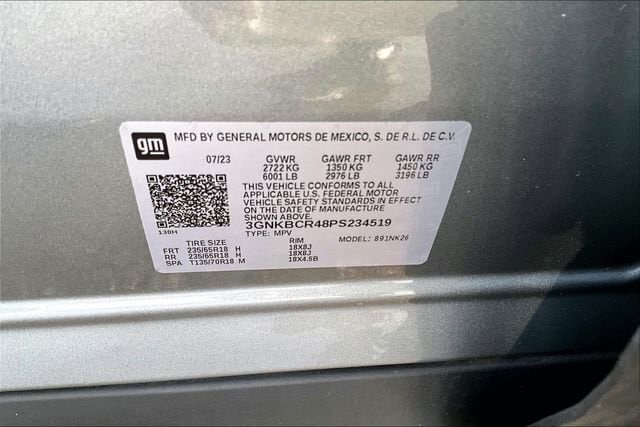 gm MFD BY GENERAL MOTORS DE MEXICO, S. DE R.L. DE C.V.
07/23 GVWR GAWR FRT GAWR RR
2722 KG 1350 KG 1450 KG
6001 LB 2976 LB 3196 LB
THIS VEHICLE CONFORMS TO ALL
APPLICABLE U.S. FEDERAL MOTOR
VEHICLE SAFETY STANDARDS IN EFFECT
ON THE DATE OF MANUFACTURE
SHOWN ABOVE.
3GNKBCR48PS234519
130H TYPE: MPV MODEL: 891NK26
TIRE SIZE RIM
FRT 235/65R18 H 18X8J
RR 235/65R18 H 18X8J
SPA T135/70R18 M 18X4.5B